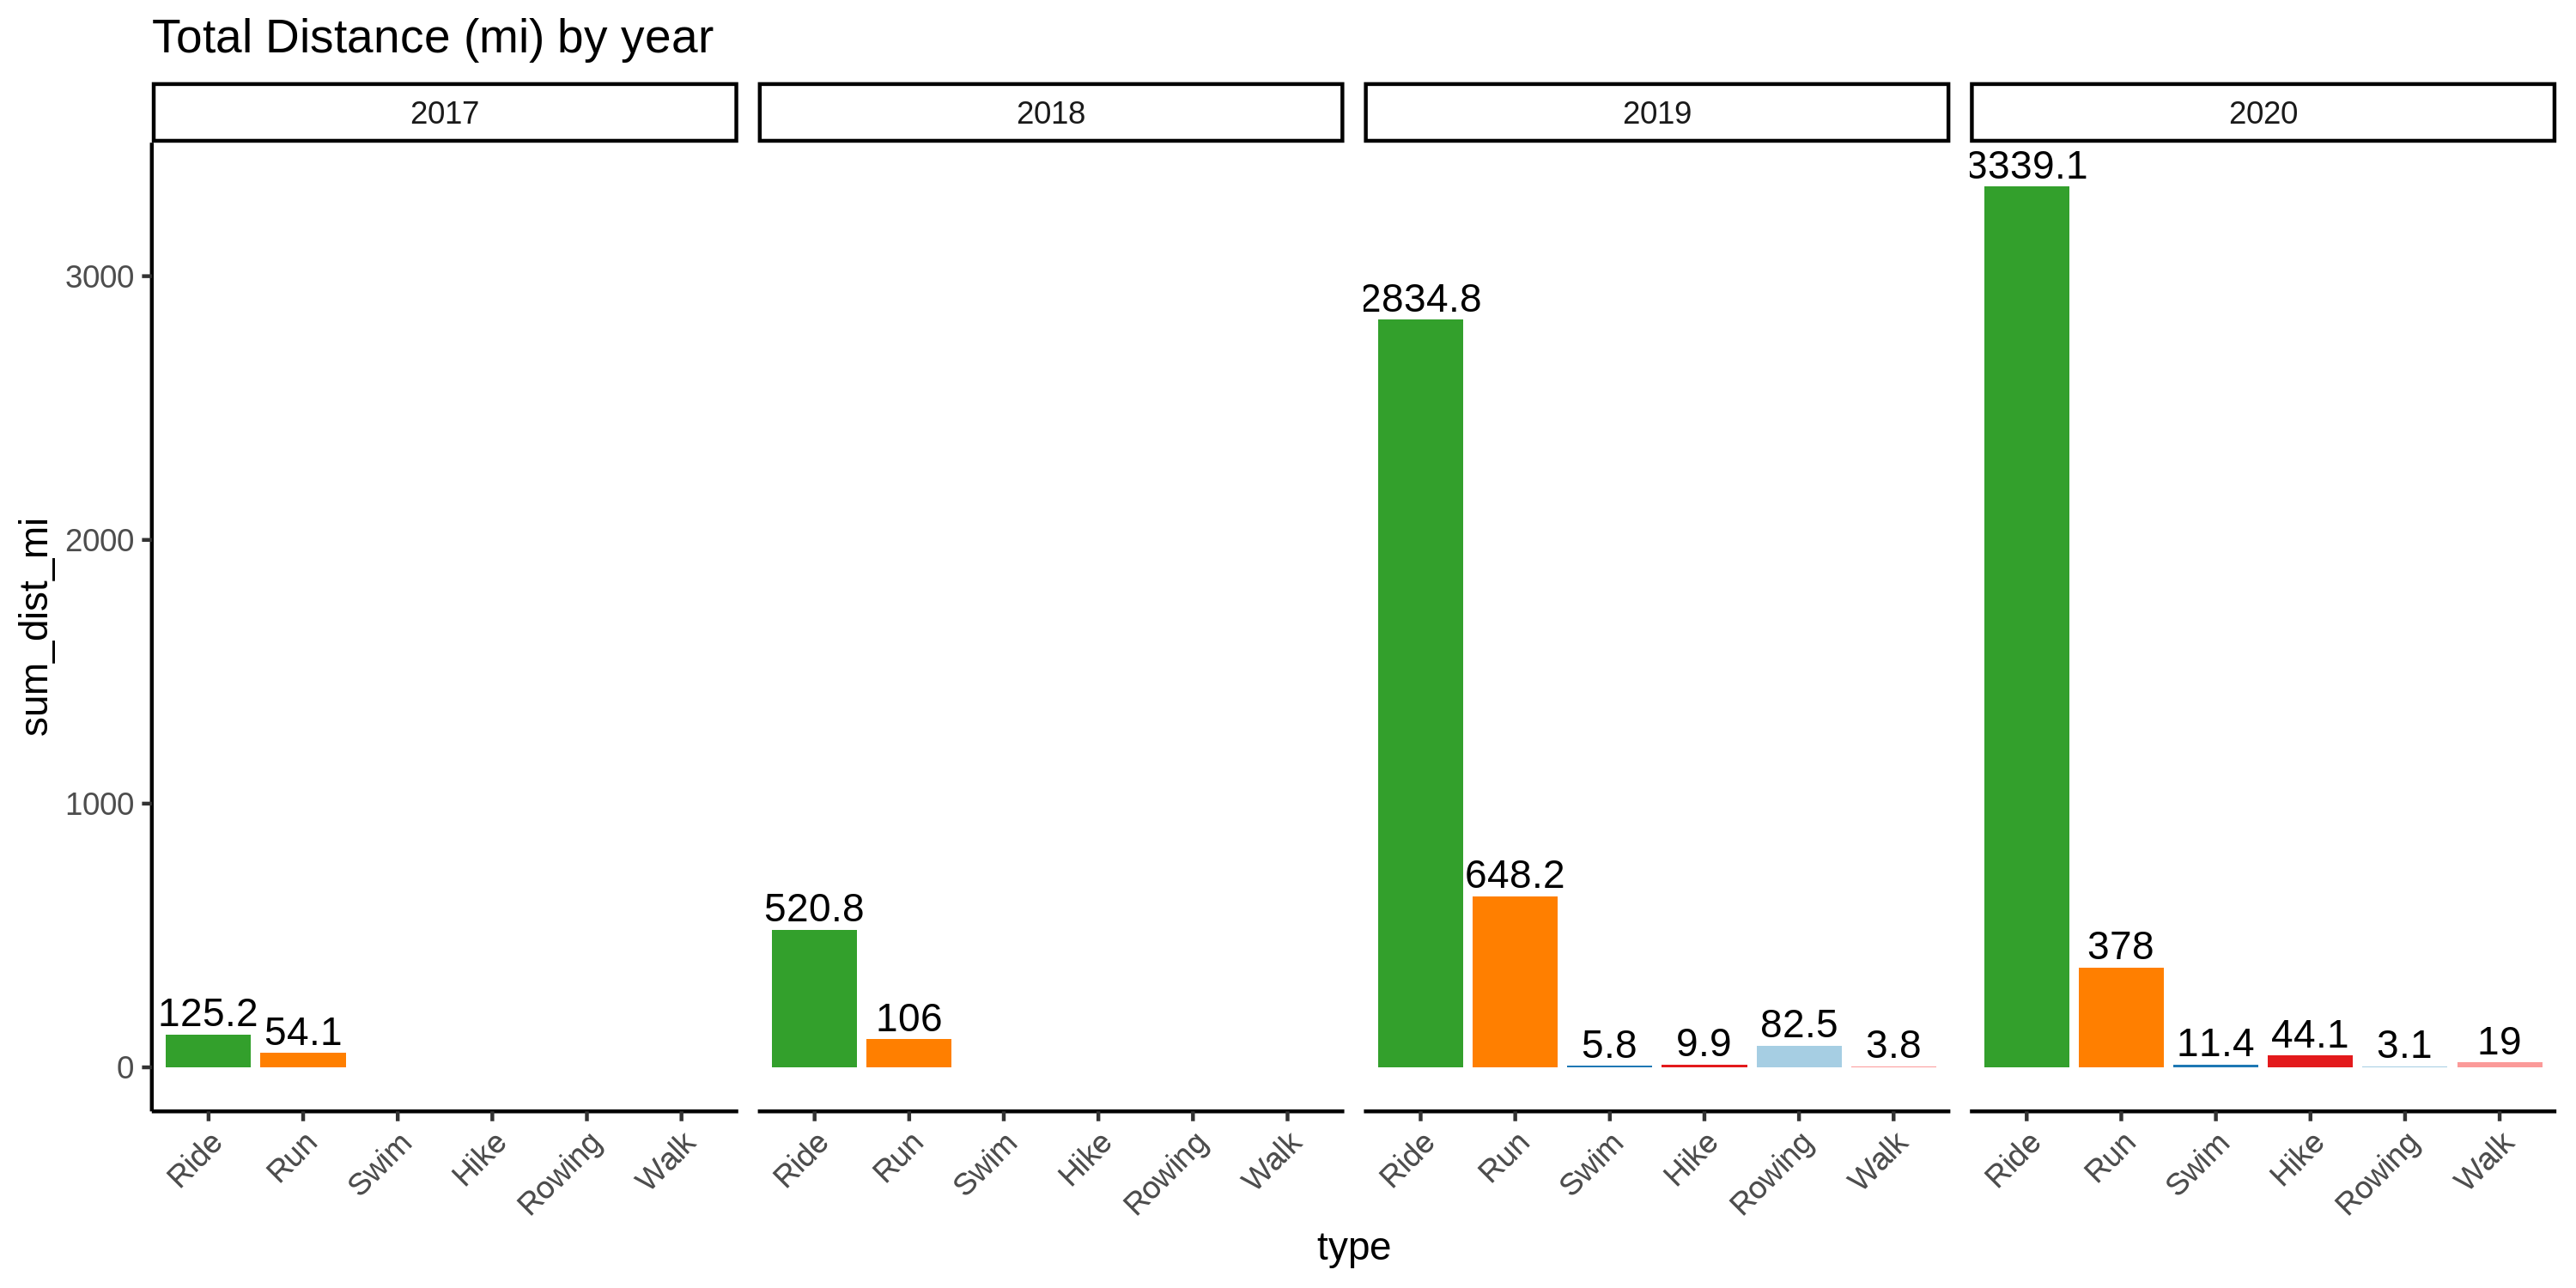 Total Distance (mi) by year
2017 2018 2019 2020
3339.1
2834.8
648.2
520.8
378
125.2 54.1
106
5.8 9.9 82.5 3.8
11.4 44.1 3.1 19
3000
2000
1000
0
sum_dist_mi
Ride Run Swim Hike Rowing Walk
Ride Run Swim Hike Rowing Walk
Ride Run Swim Hike Rowing Walk
Ride Run Swim Hike Rowing Walk
type